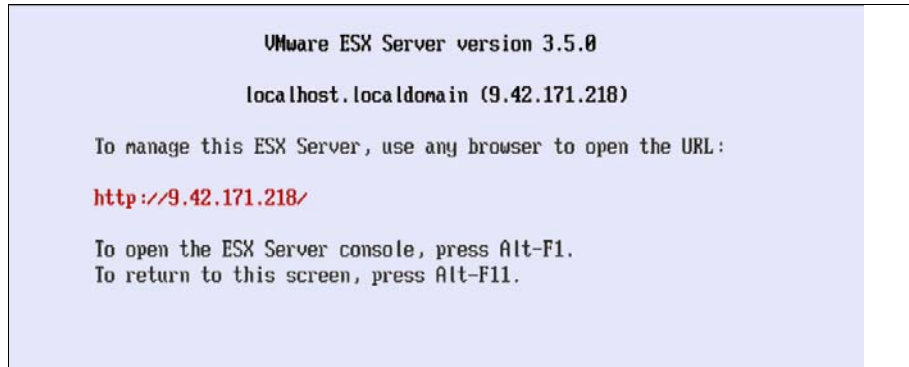 VMware ESX Server version 3.5.0
localhost.localdomain (9.42.171.218)
To manage this ESX Server, use any browser to open the URL:
http://9.42.171.218/
To open the ESX Server console, press Alt-F1.
To return to this screen, press Alt-F11.